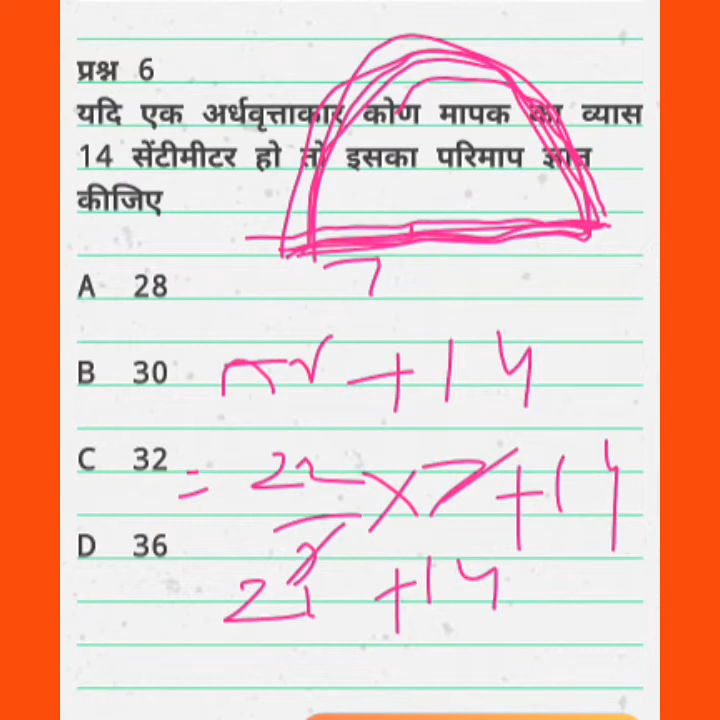 प्रश्न 6
यदि एक अर्धवृत्ताकार कोण मापक का व्यास
14 सेंटीमीटर हो तो इसका परिमाप ज्ञात
कीजिए
7
A 28
B 30
πr + 14
C 32
= 22/7 × 7 + 14
D 36
22 + 14